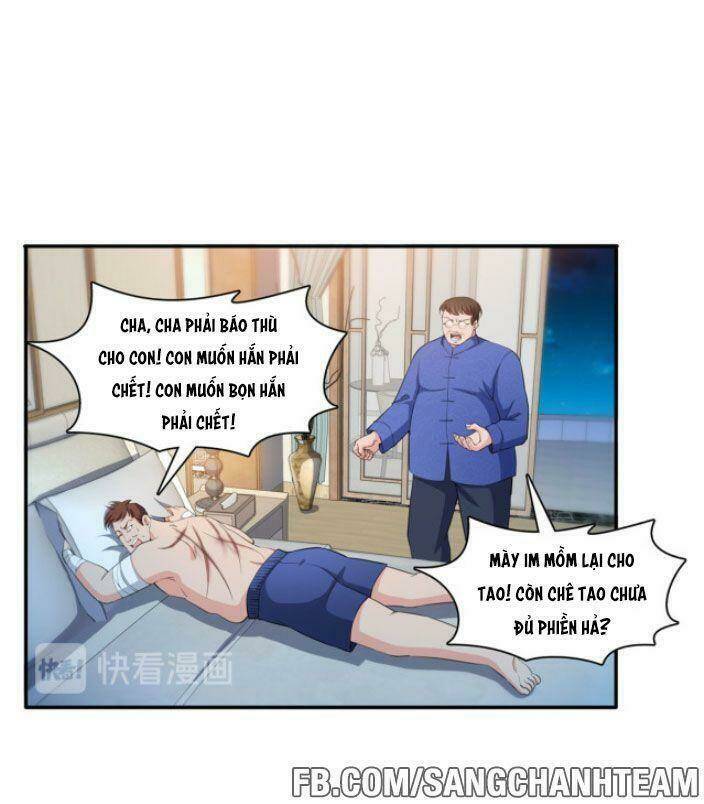 CHA, CHA PHẢI BÁO THÙ
CHO CON! CON MUỐN HẮN PHẢI
CHẾT! CON MUỐN BỌN HẮN
PHẢI CHẾT!
MÀY IM MỒM LẠI CHO
TAO! CÒN CHÊ TAO CHƯA
ĐỦ PHIỀN HẢ?
快看! 快看漫画
FB.COM/SANGCHANHTEAM